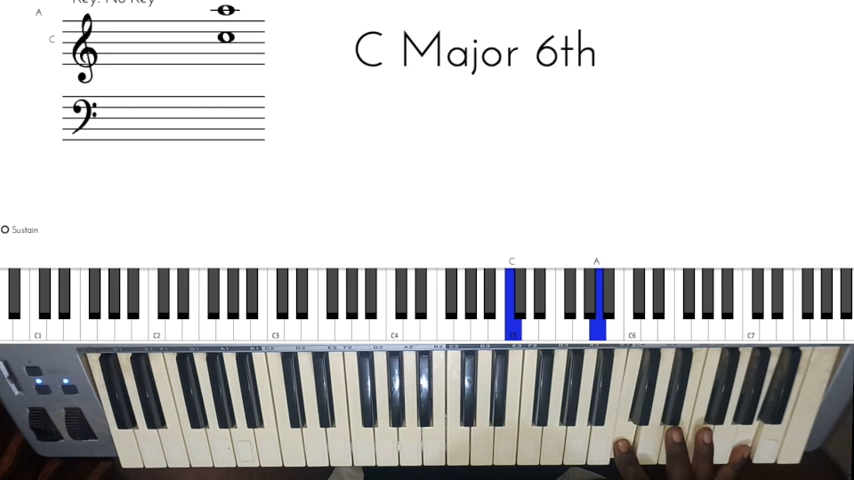 Key: No Key
A
C
C Major 6th
Sustain
C A
C1 C2 C3 C4 C5 C6 C7